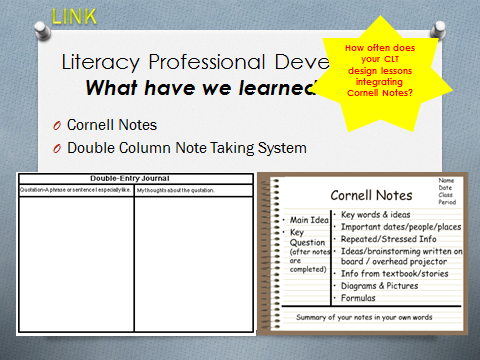 LINK
Literacy Professional Deve
What have we learned
How often does
your CLT
design lessons
integrating
Cornell Notes?
Cornell Notes
Double Column Note Taking System
Double-Entry Journal
Quotation-A phrase or sentence I especially like.
My thoughts about the quotation.
Cornell Notes
Name
Date
Class
Period
• Main Idea
• Key
Question
(after notes
are
completed)
• Key words & ideas
• Important dates/people/places
• Repeated/Stressed Info
• Ideas/brainstorming written on
board / overhead projector
• Info from textbook/stories
• Diagrams & Pictures
• Formulas
Summary of your notes in your own words